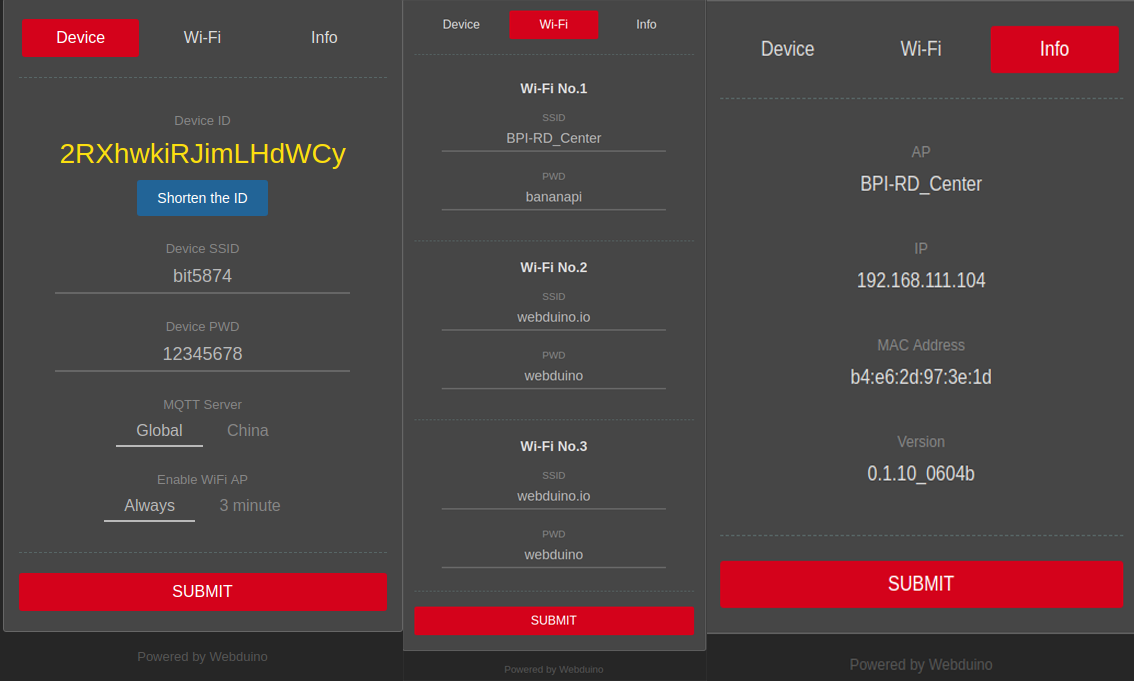 Device Wi-Fi Info
Device ID
2RXhwkiRJimLHdWCy
Shorten the ID
Device SSID
bit5874
Device PWD
12345678
MQTT Server
Global China
Enable WiFi AP
Always 3 minute
SUBMIT
Powered by Webduino
Device Wi-Fi Info
Wi-Fi No.1
SSID
BPI-RD_Center
PWD
bananapi
Wi-Fi No.2
SSID
webduino.io
PWD
webduino
Wi-Fi No.3
SSID
webduino.io
PWD
webduino
SUBMIT
Powered by Webduino
Device Wi-Fi Info
AP
BPI-RD_Center
IP
192.168.111.104
MAC Address
b4:e6:2d:97:3e:1d
Version
0.1.10_0604b
SUBMIT
Powered by Webduino